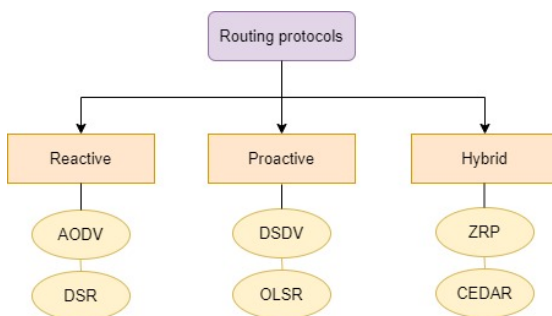 Routing protocols
Reactive
Proactive
Hybrid
AODV
DSDV
ZRP
DSR
OLSR
CEDAR